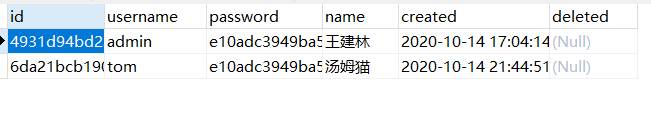 id username password name created deleted
4931d94bd2 admin e10adc3949ba5 王建林 2020-10-14 17:04:14 (Null)
6da21bcb190 tom e10adc3949ba5 汤姆猫 2020-10-14 21:44:51 (Null)